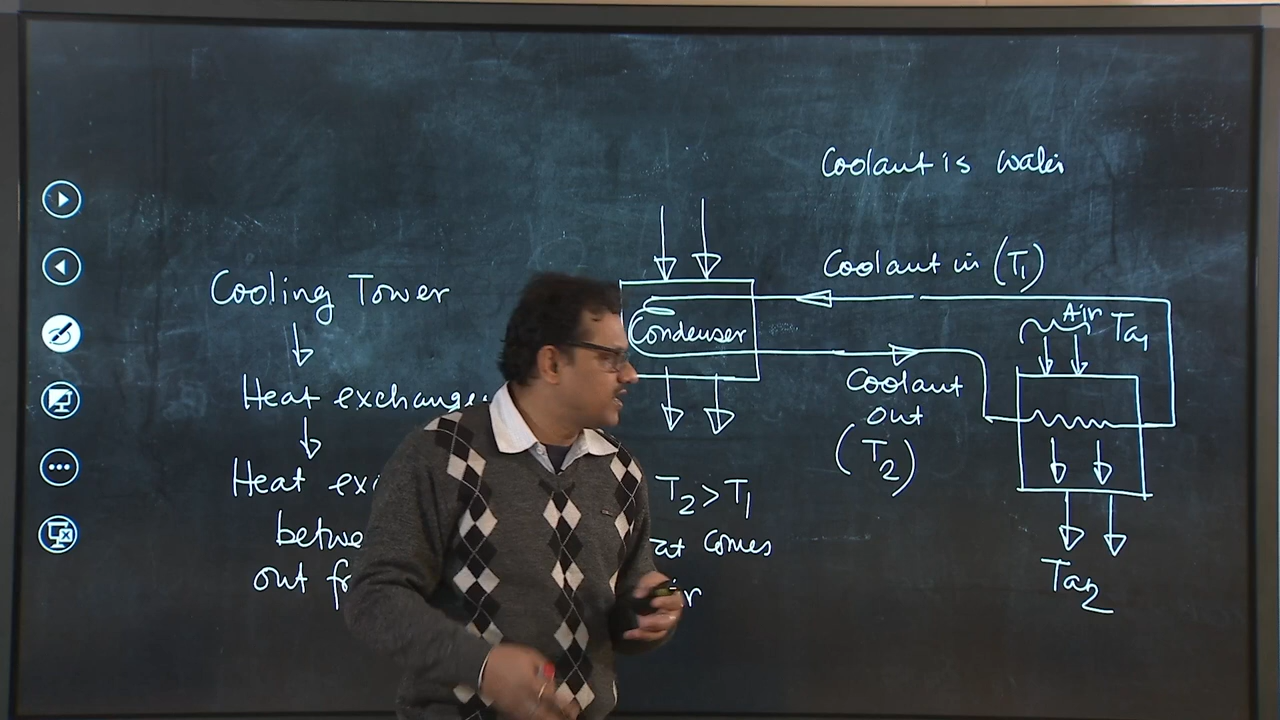 Coolant is water
Cooling Tower
Heat exchange
Heat
betwe
out
Condenser
Coolant in (T1)
Coolant
out
(T2)
Air Ta1
T2 > T1
at comes
Ta2